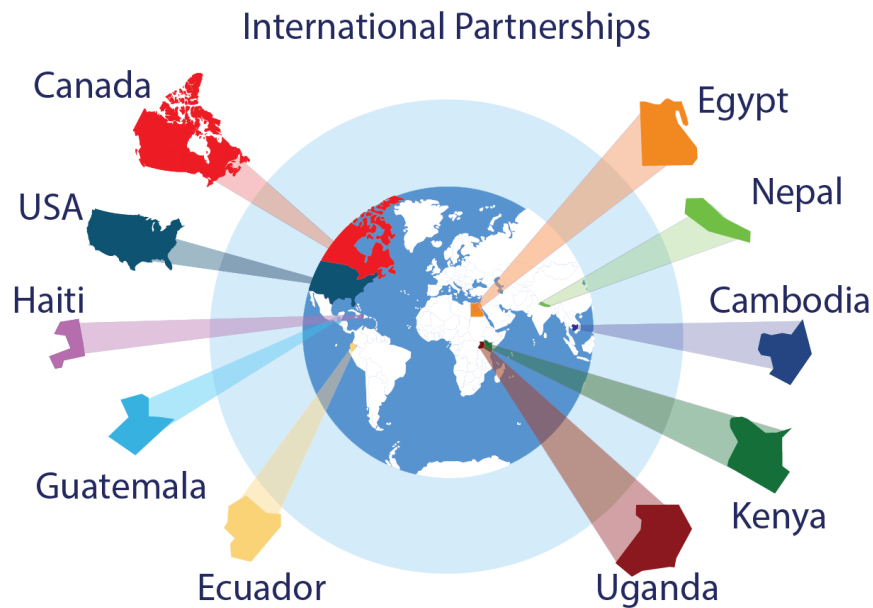 International Partnerships
Canada
Egypt
USA
Nepal
Haiti
Cambodia
Guatemala
Kenya
Ecuador
Uganda